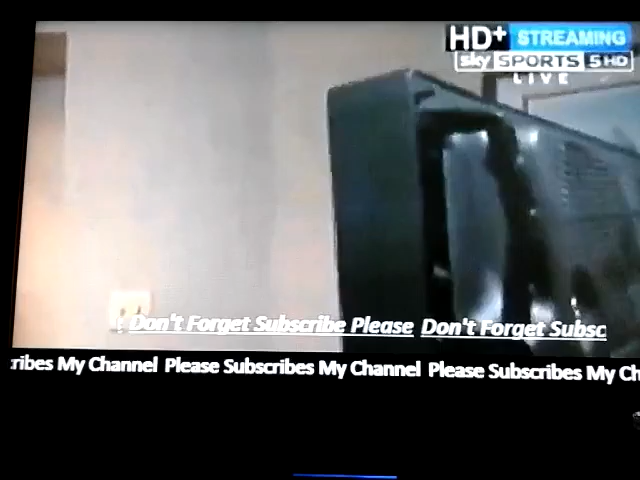 HD+ STREAMING
sky SPORTS 5 HD
LIVE
Don't Forget Subscribe Please Don't Forget Subsc
ribes My Channel Please Subscribes My Channel Please Subscribes My Ch